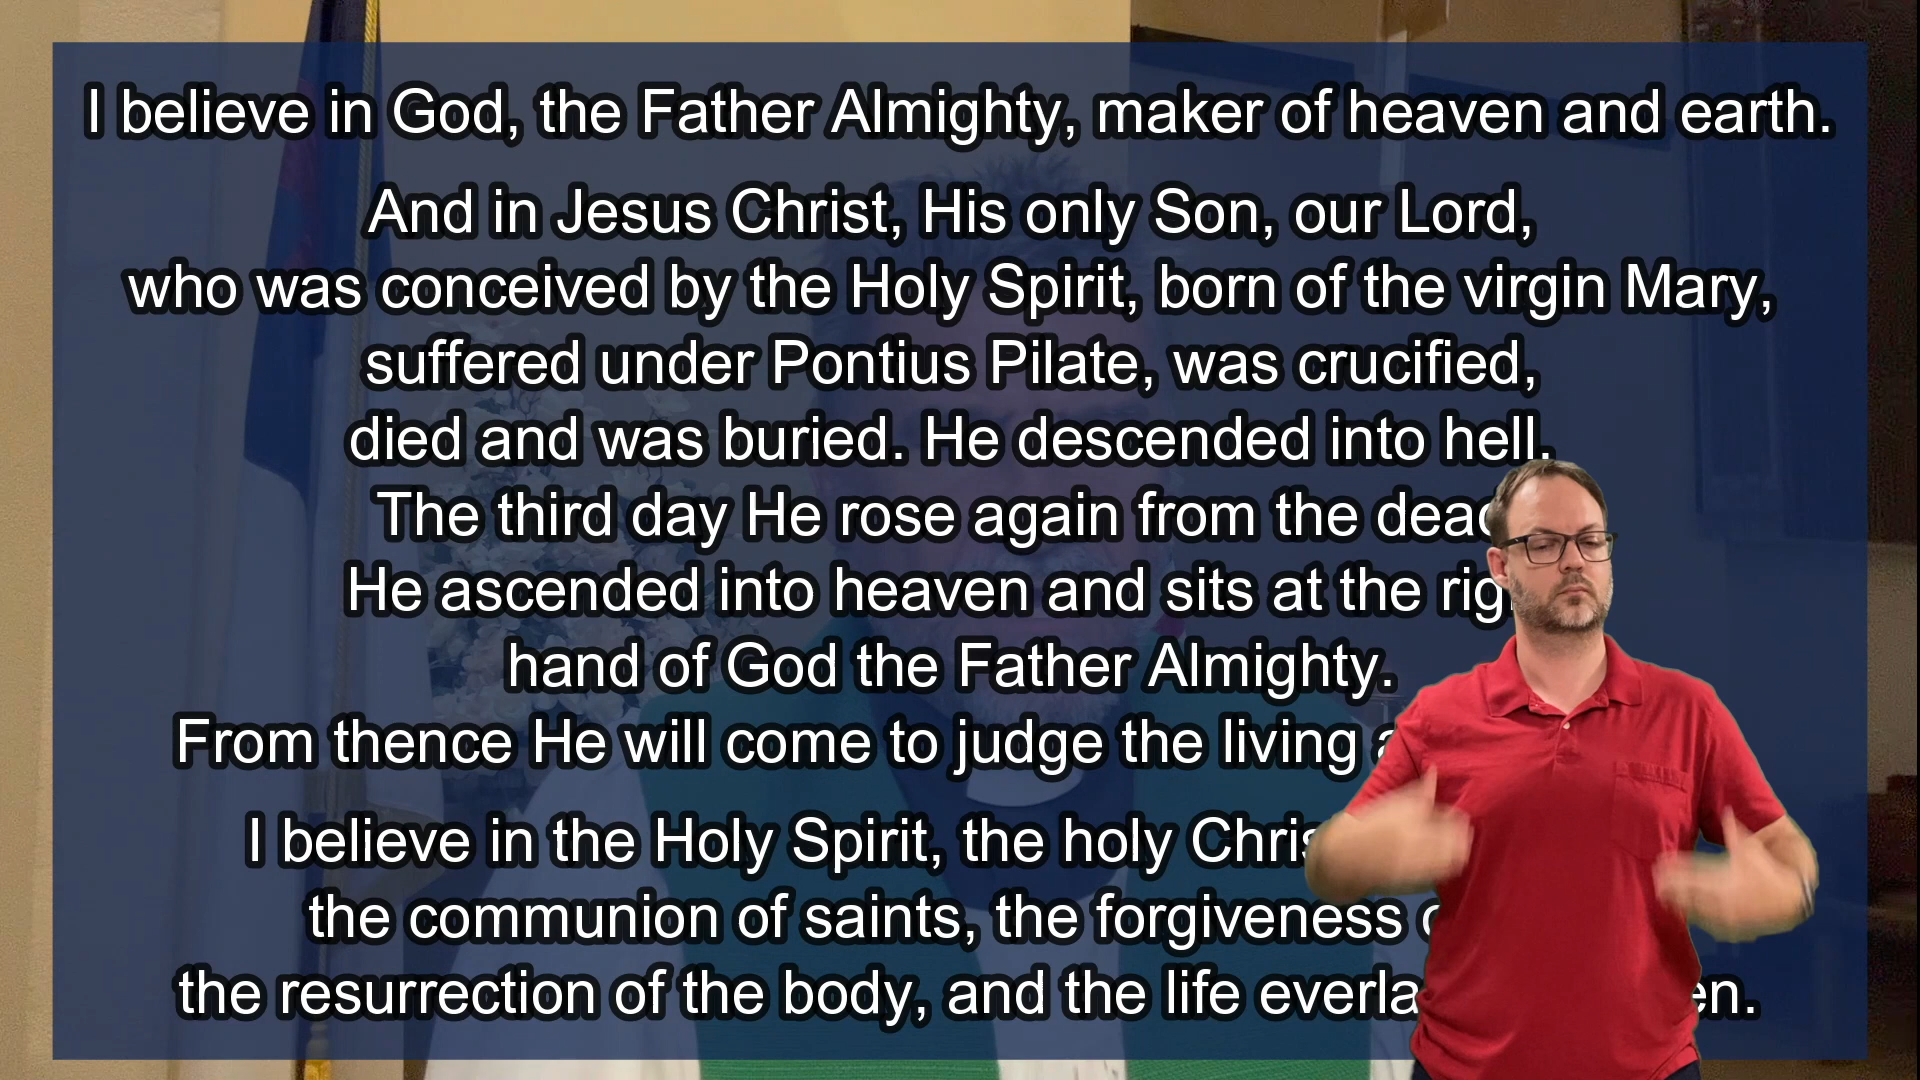 I believe in God, the Father Almighty, maker of heaven and earth.
And in Jesus Christ, His only Son, our Lord,
who was conceived by the Holy Spirit, born of the virgin Mary,
suffered under Pontius Pilate, was crucified,
died and was buried. He descended into hell.
The third day He rose again from the
He ascended into heaven and sits at the
hand of God the Father Almighty.
From thence He will come to judge the living
I believe in the Holy Spirit, the holy
the communion of saints, the forgiveness
the resurrection of the body, and the life